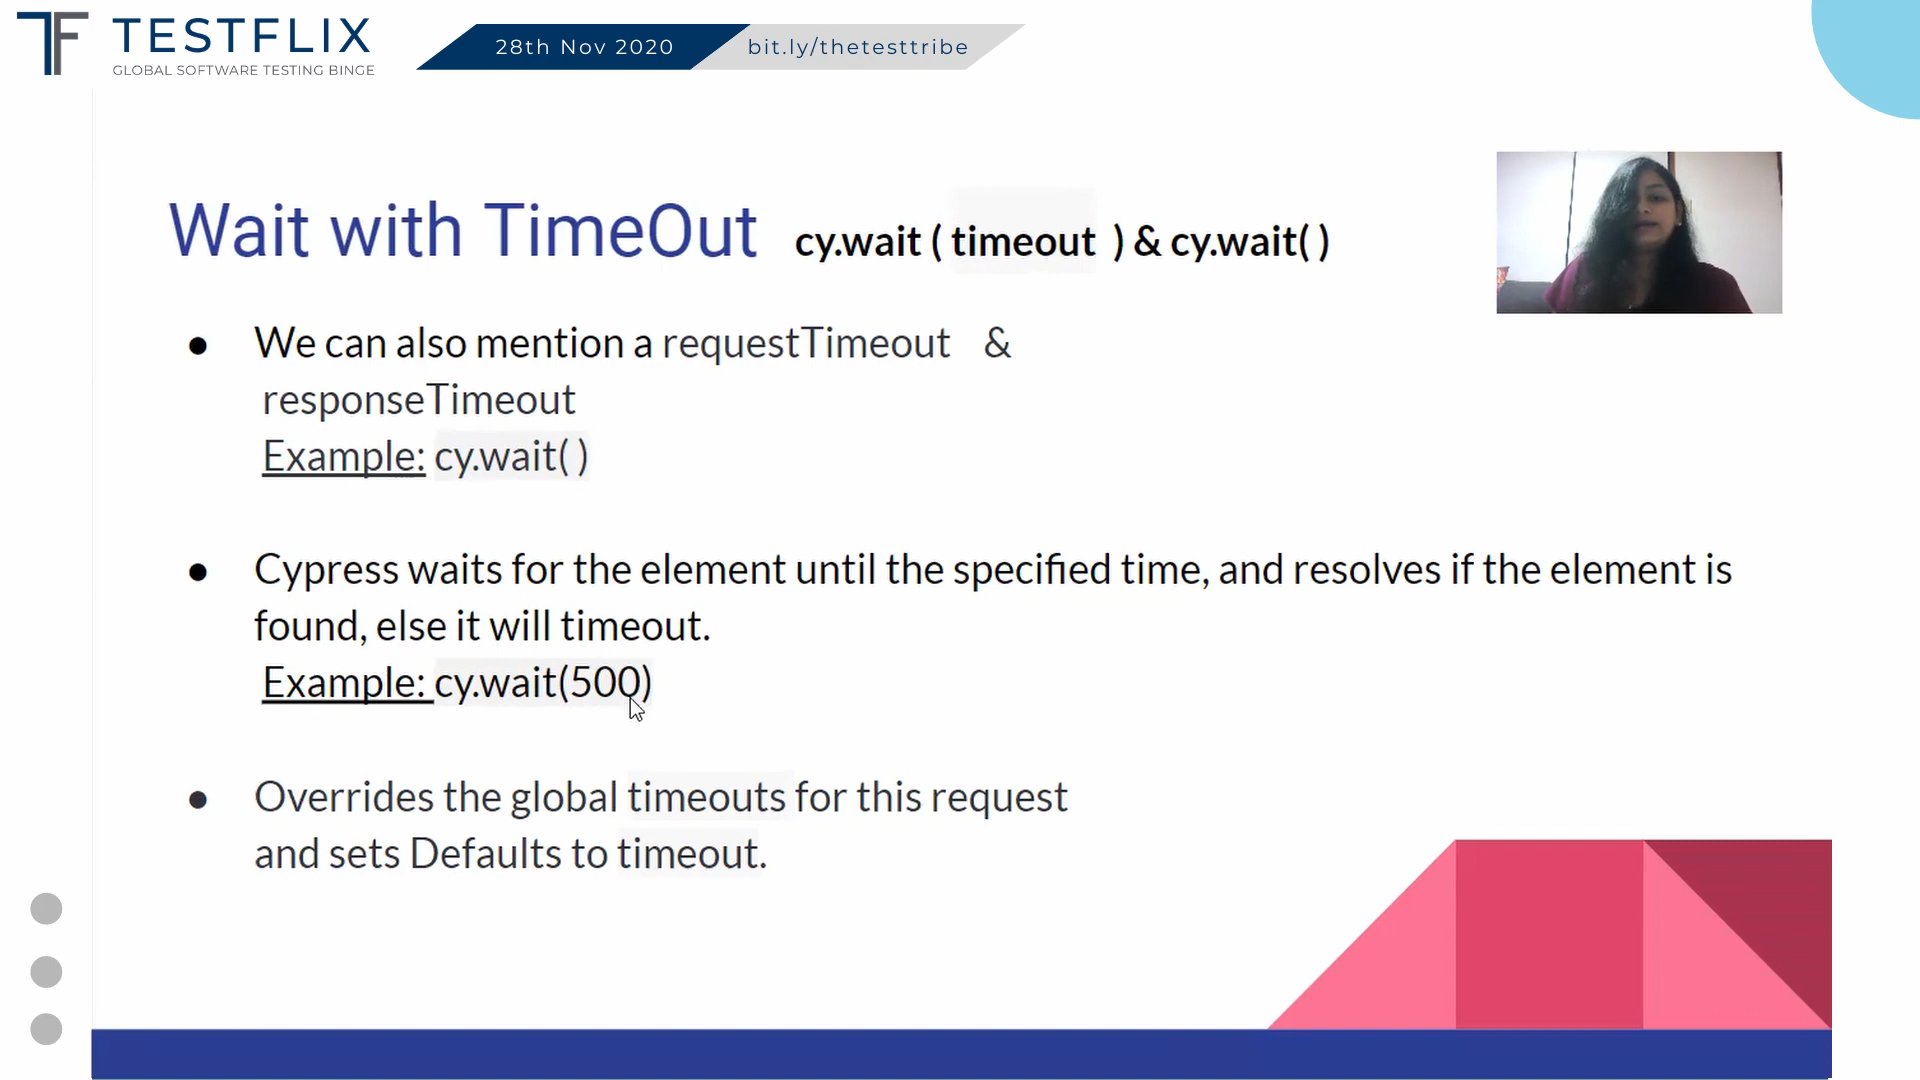 TF TESTFLIX
GLOBAL SOFTWARE TESTING BINGE
28th Nov 2020
bit.ly/thetesttribe
Wait with TimeOut cy.wait ( timeout ) & cy.wait( )
● We can also mention a requestTimeout &
responseTimeout
Example: cy.wait( )
● Cypress waits for the element until the specified time, and resolves if the element is
found, else it will timeout.
Example: cy.wait(500)
● Overrides the global timeouts for this request
and sets Defaults to timeout.